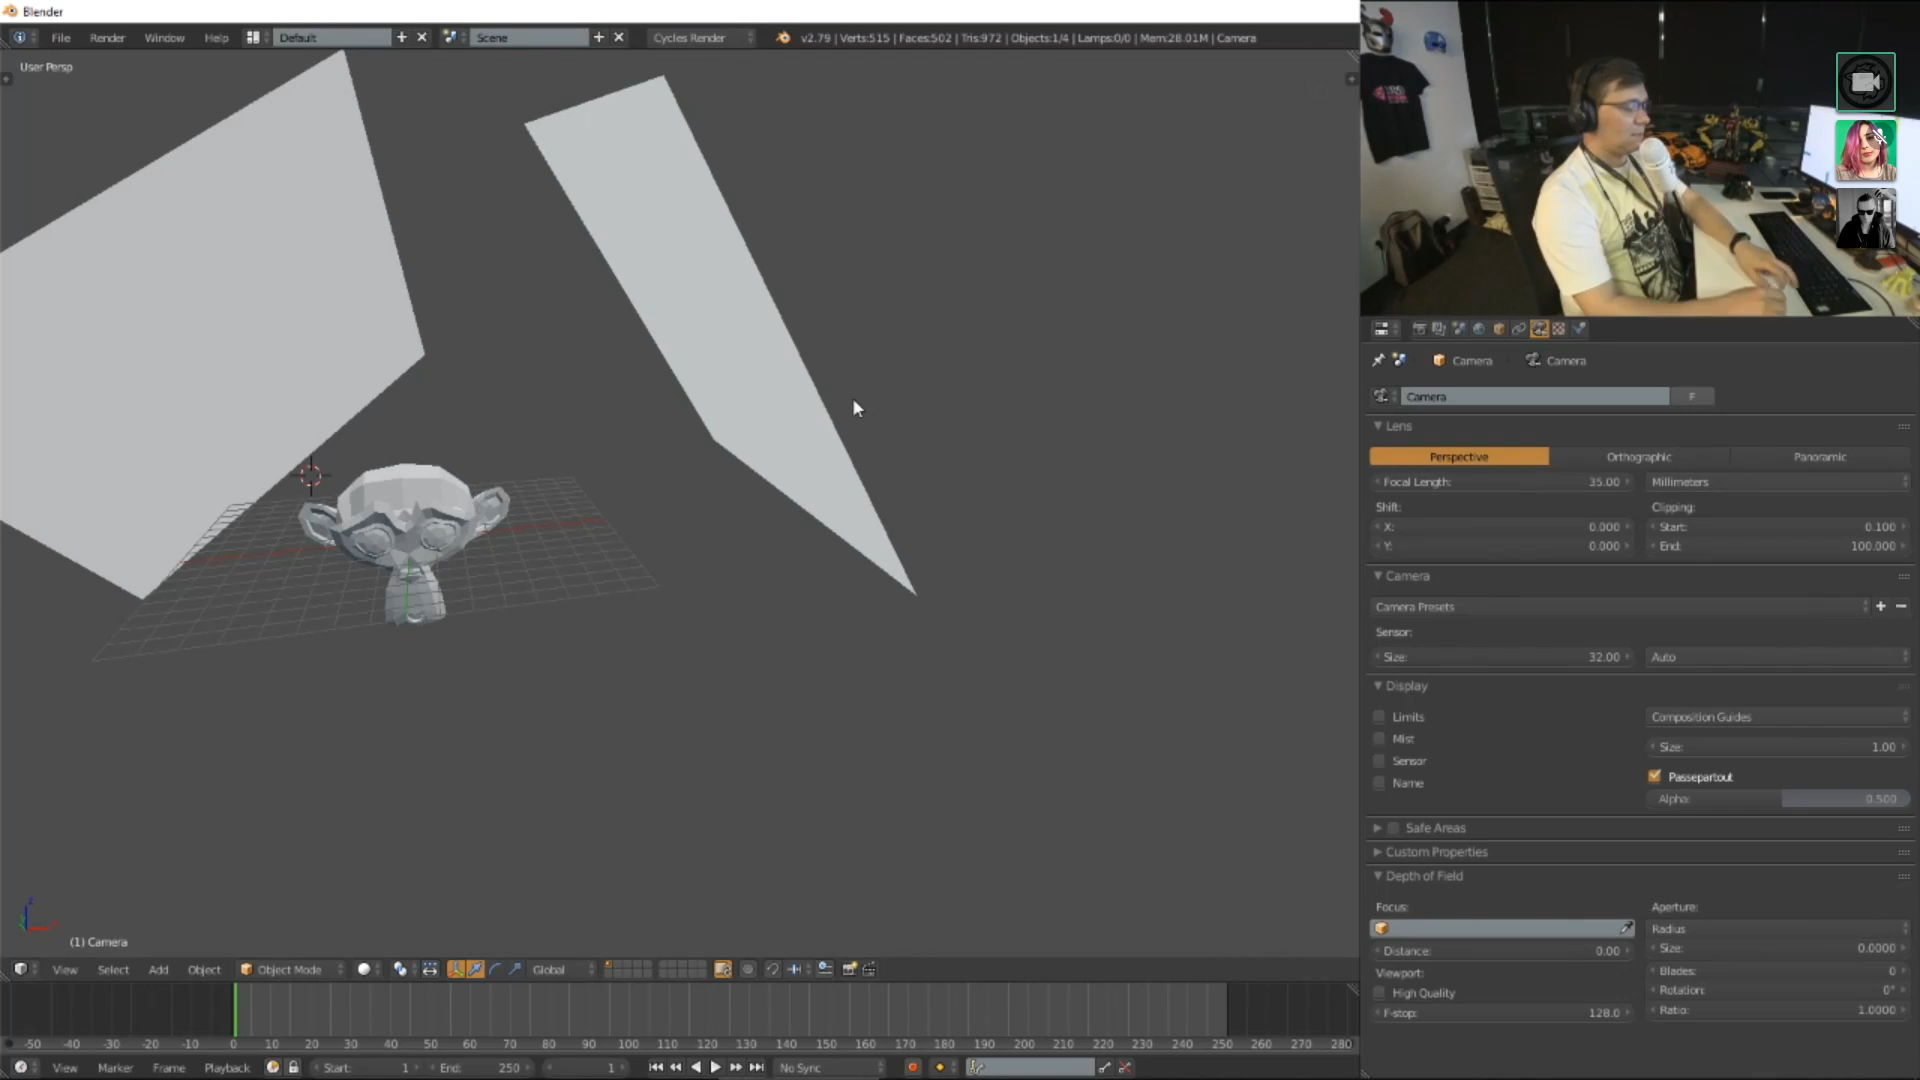 Blender
File Render Window Help Default Scene Cycles Render v2.79 | Verts:515 | Faces:502 | Tris:972 | Objects:1/4 | Lamps:0/0 | Mem:28.01M | Camera
User Persp
Camera Camera
Camera F
Lens
Perspective Orthographic Panoramic
Focal Length: 35.00 Millimeters
Shift: Clipping:
X: 0.000 Start: 0.100
Y: 0.000 End: 100.000
Camera
Camera Presets
Sensor:
Size: 32.00 Auto
Display
Limits Composition Guides
Mist
Size: 1.00
Sensor
Passepartout
Name
Alpha: 0.500
Safe Areas
Custom Properties
Depth of Field
Focus: Aperture:
Radius
Distance: 0.00 Size: 0.0000
Viewport: Blades: 0
High Quality Rotation: 0°
F-stop: 128.0 Ratio: 1.0000
z
(1) Camera
View Select Add Object Object Mode Global
-50 -40 -30 -20 -10 0 10 20 30 40 50 60 70 80 90 100 110 120 130 140 150 160 170 180 190 200 210 220 230 240 250 260 270 280
View Marker Frame Playback Start: 1 End: 250 1 No Sync